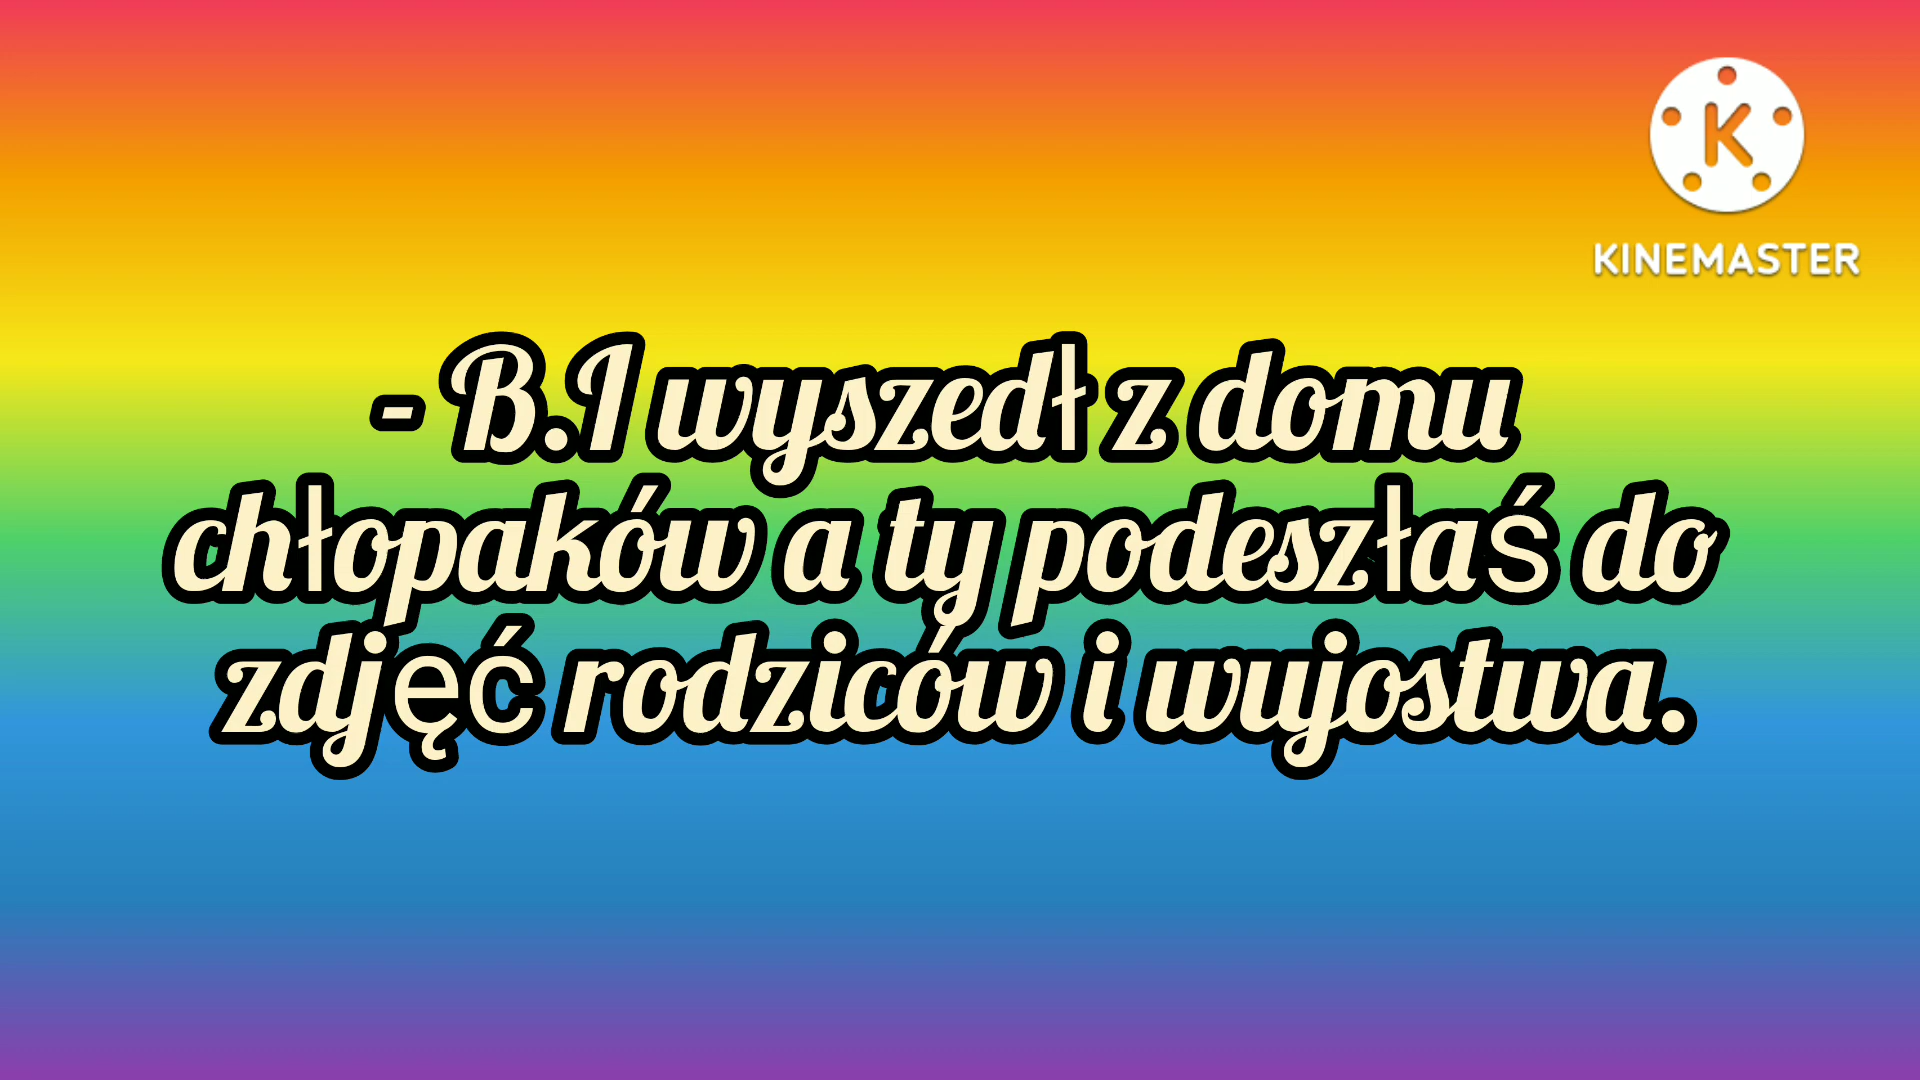 KINEMASTER
- B.I wyszedł z domu
chłopaków a ty podeszłaś do
zdjęć rodziców i wujostwa.